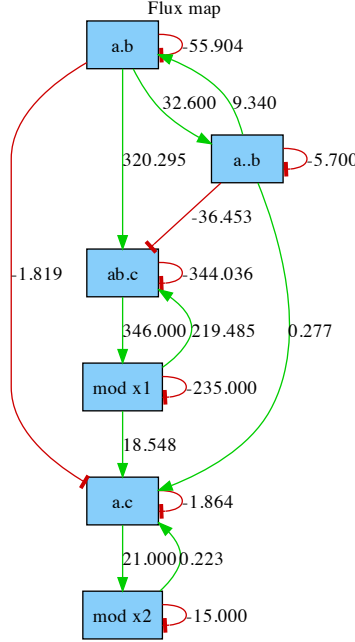 Flux map
a.b
-55.904
32.600
9.340
320.295
a..b
-5.700
-36.453
-1.819
ab.c
-344.036
346.000
219.485
0.277
mod x1
-235.000
18.548
a.c
-1.864
21.000
0.223
mod x2
-15.000